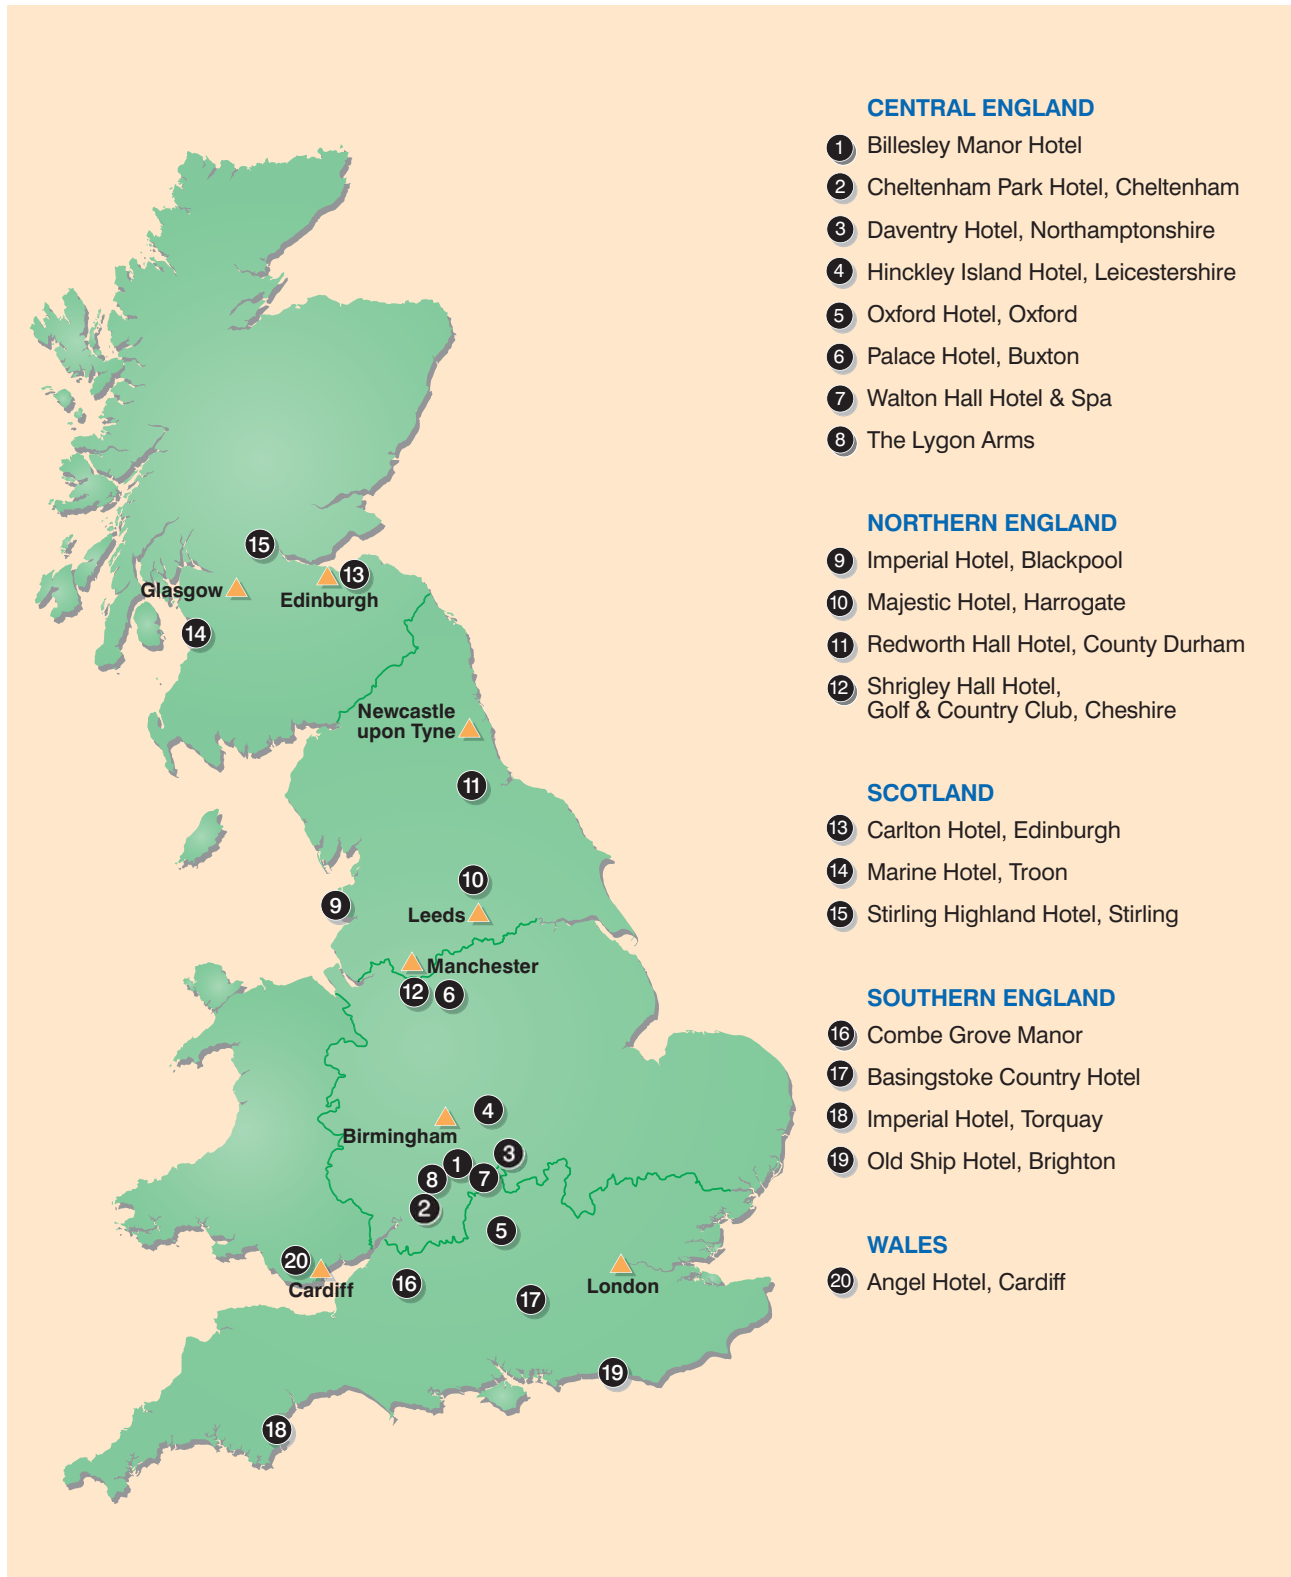 CENTRAL ENGLAND
1 Billesley Manor Hotel
2 Cheltenham Park Hotel, Cheltenham
3 Daventry Hotel, Northamptonshire
4 Hinckley Island Hotel, Leicestershire
5 Oxford Hotel, Oxford
6 Palace Hotel, Buxton
7 Walton Hall Hotel & Spa
8 The Lygon Arms
NORTHERN ENGLAND
9 Imperial Hotel, Blackpool
10 Majestic Hotel, Harrogate
11 Redworth Hall Hotel, County Durham
12 Shrigley Hall Hotel,
Golf & Country Club, Cheshire
SCOTLAND
13 Carlton Hotel, Edinburgh
14 Marine Hotel, Troon
15 Stirling Highland Hotel, Stirling
SOUTHERN ENGLAND
16 Combe Grove Manor
17 Basingstoke Country Hotel
18 Imperial Hotel, Torquay
19 Old Ship Hotel, Brighton
WALES
20 Angel Hotel, Cardiff
15
13
Glasgow
Edinburgh
14
Newcastle
upon Tyne
11
10
9
Leeds
Manchester
12
6
4
Birmingham
3
1
8
7
2
5
20
Cardiff
16
London
17
19
18